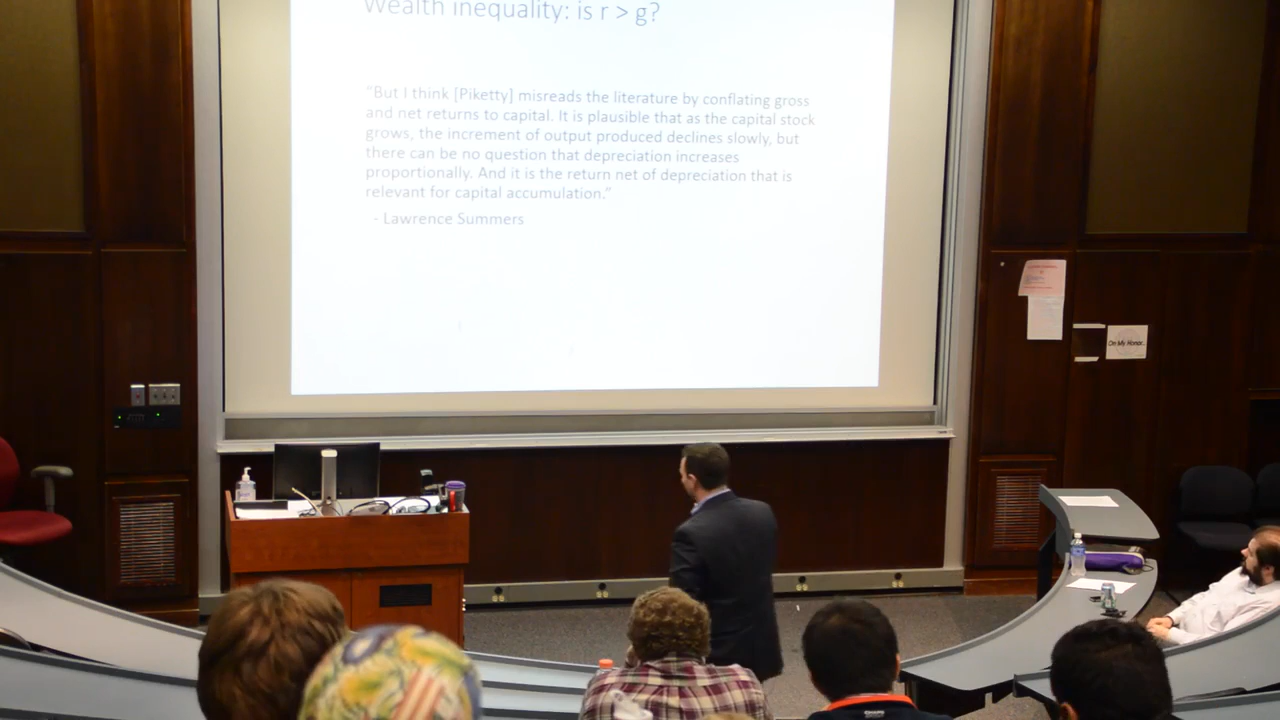 Wealth inequality: is r > g?
“But I think [Piketty] misreads the literature by conflating gross
and net returns to capital. It is plausible that as the capital stock
grows, the increment of output produced declines slowly, but
there can be no question that depreciation increases
proportionally. And it is the return net of depreciation that is
relevant for capital accumulation.”
- Lawrence Summers
On My Honor...